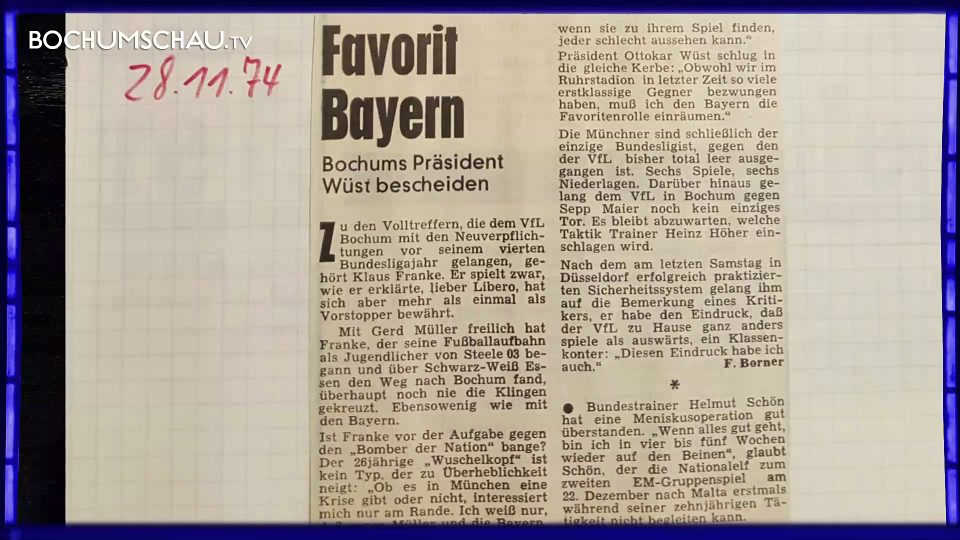 BOCHUMSCHAU.TV
28.11.74
Favorit
Bayern
Bochums Präsident
Wüst bescheiden
Zu den Volltreffern, die dem VfL
Bochum mit den Neuverpflich-
tungen vor seinem vierten
Bundesligajahr gelangen, ge-
hört Klaus Franke. Er spielt zwar,
wie er erklärte, lieber Libero, hat
sich aber mehr als einmal als
Vorstopper bewährt.
Mit Gerd Müller freilich hat
Franke, der seine Fußballaufbahn
als Jugendlicher von Steele 03 be-
gann und über Schwarz-Weiß Es-
sen den Weg nach Bochum fand,
überhaupt noch nie die Klingen
gekreuzt. Ebensowenig wie mit
den Bayern.
Ist Franke vor der Aufgabe gegen
den „Bomber der Nation“ bange?
Der 26jährige „Wuschelkopf“ ist
kein Typ, der zu Überheblichkeit
neigt: „Ob es in München eine
Krise gibt oder nicht, interessiert
mich nur am Rande. Ich weiß nur,
Müller und die Bayern,
wenn sie zu ihrem Spiel finden,
jeder schlecht aussehen kann.“
Präsident Ottokar Wüst schlug in
die gleiche Kerbe: „Obwohl wir im
Ruhrstadion in letzter Zeit so viele
erstklassige Gegner bezwungen
haben, muß ich den Bayern die
Favoritenrolle einräumen.“
Die Münchner sind schließlich der
einzige Bundesligist, gegen den
der VfL bisher total leer ausge-
gangen ist. Sechs Spiele, sechs
Niederlagen. Darüber hinaus ge-
lang dem VfL in Bochum gegen
Sepp Maier noch kein einziges
Tor. Es bleibt abzuwarten, welche
Taktik Trainer Heinz Höher ein-
schlagen wird.
Nach dem am letzten Samstag in
Düsseldorf erfolgreich praktizier-
ten Sicherheitssystem gelang ihm
auf die Bemerkung eines Kriti-
kers, er habe den Eindruck, daß
der VfL zu Hause ganz anders
spiele als auswärts, ein Klassen-
konter: „Diesen Eindruck habe ich
auch.“ F. Borner
*
● Bundestrainer Helmut Schön
hat eine Meniskusoperation gut
überstanden. „Wenn alles gut geht,
bin ich in vier bis fünf Wochen
wieder auf den Beinen“, glaubt
Schön, der die Nationalelf zum
zweiten EM-Gruppenspiel am
22. Dezember nach Malta erstmals
während seiner zehnjährigen Tä-
tigkeit nicht begleiten kann.